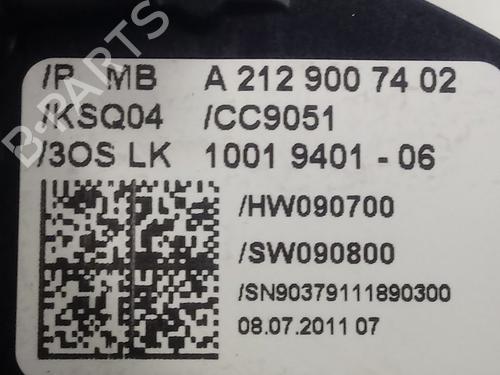 /P MB A 212 900 74 02
/KSQ04 /CC9051
/3OS LK 1001 9401 - 06
/HW090700
/SW090800
/SN90379111890300
08.07.2011 07
B-PARTS